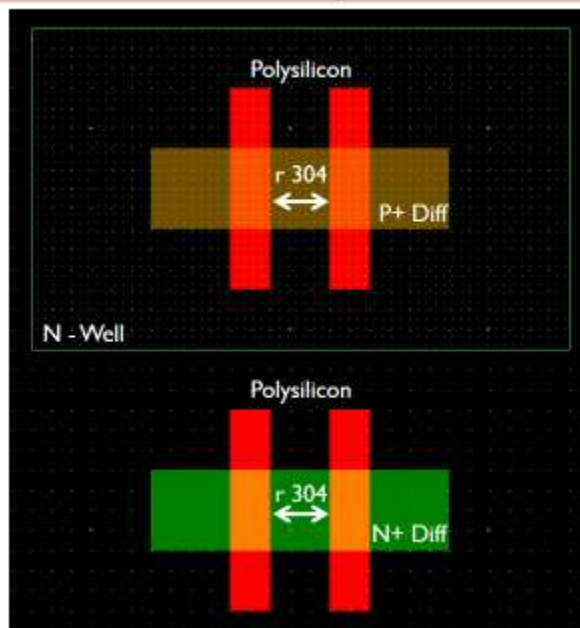 Polysilicon
r 304
P+ Diff
N - Well
Polysilicon
r 304
N+ Diff